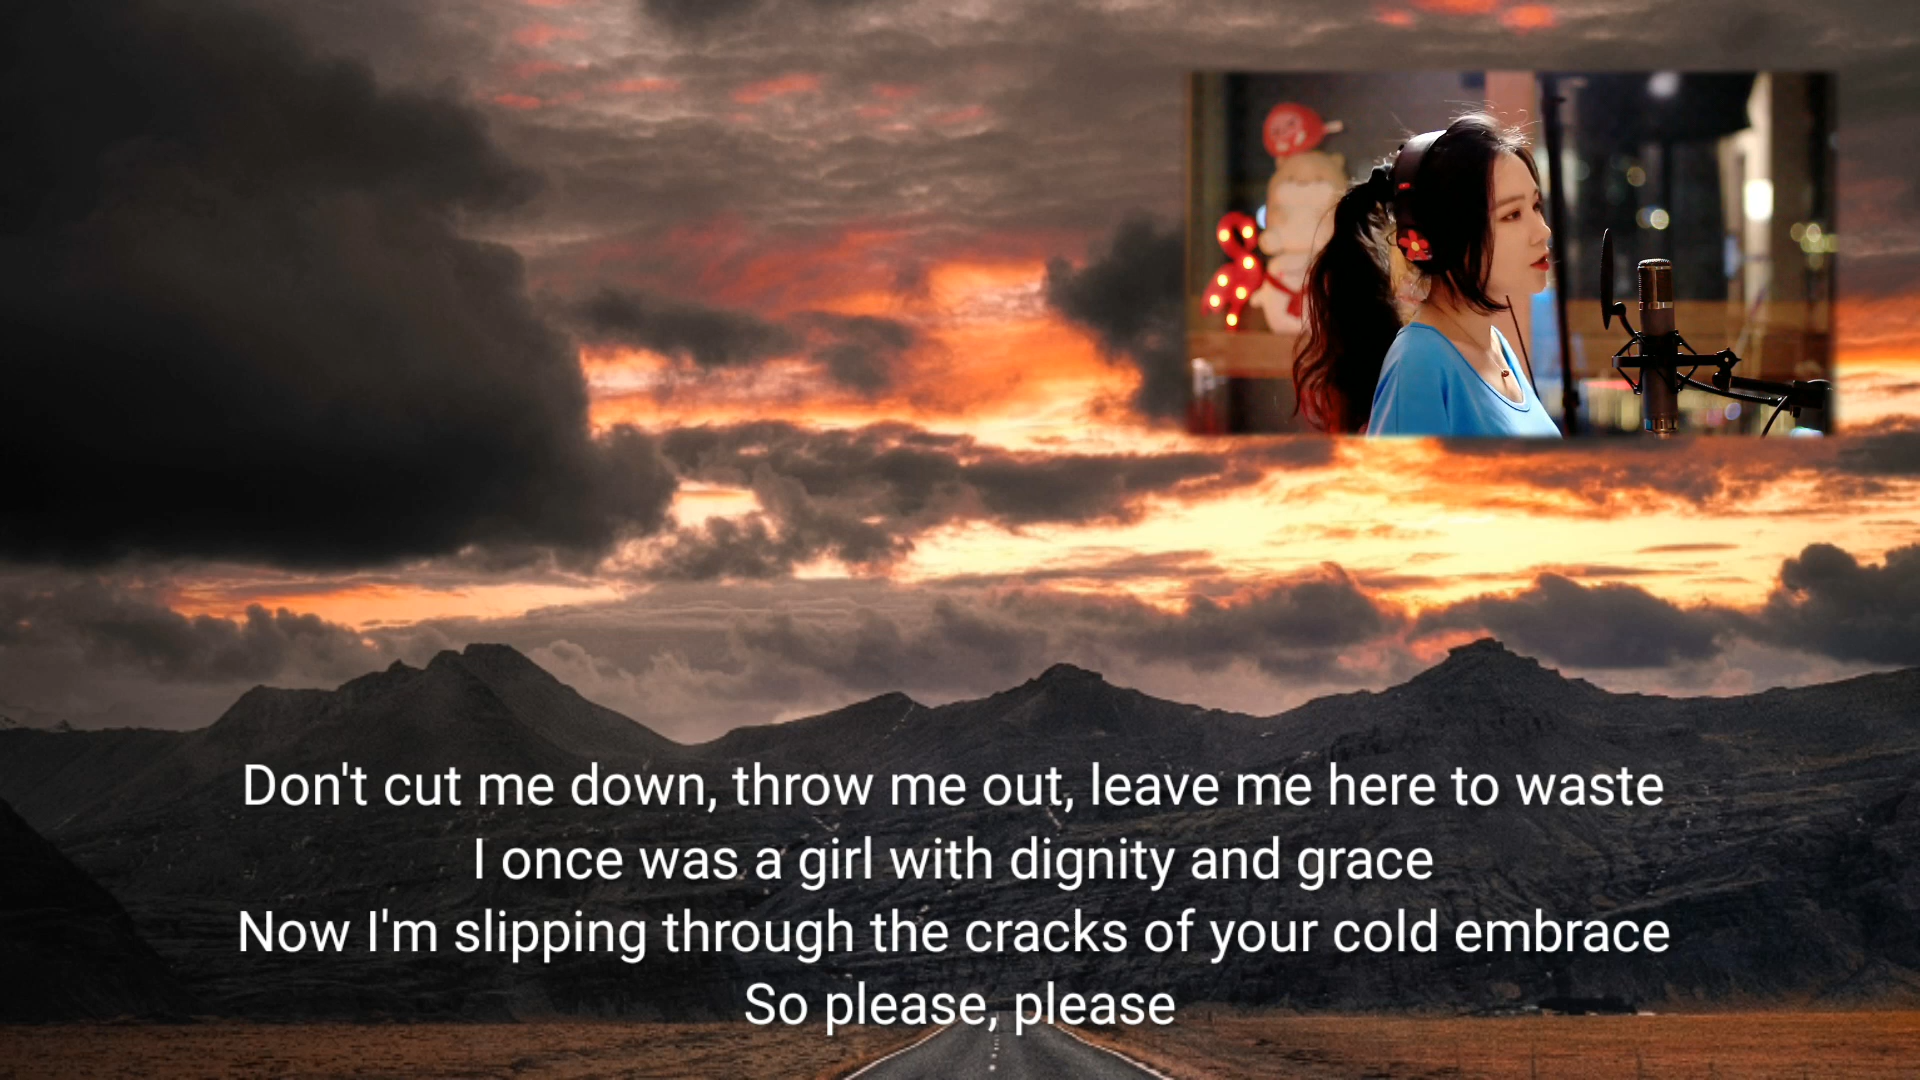 Don't cut me down, throw me out, leave me here to waste
I once was a girl with dignity and grace
Now I'm slipping through the cracks of your cold embrace
So please, please